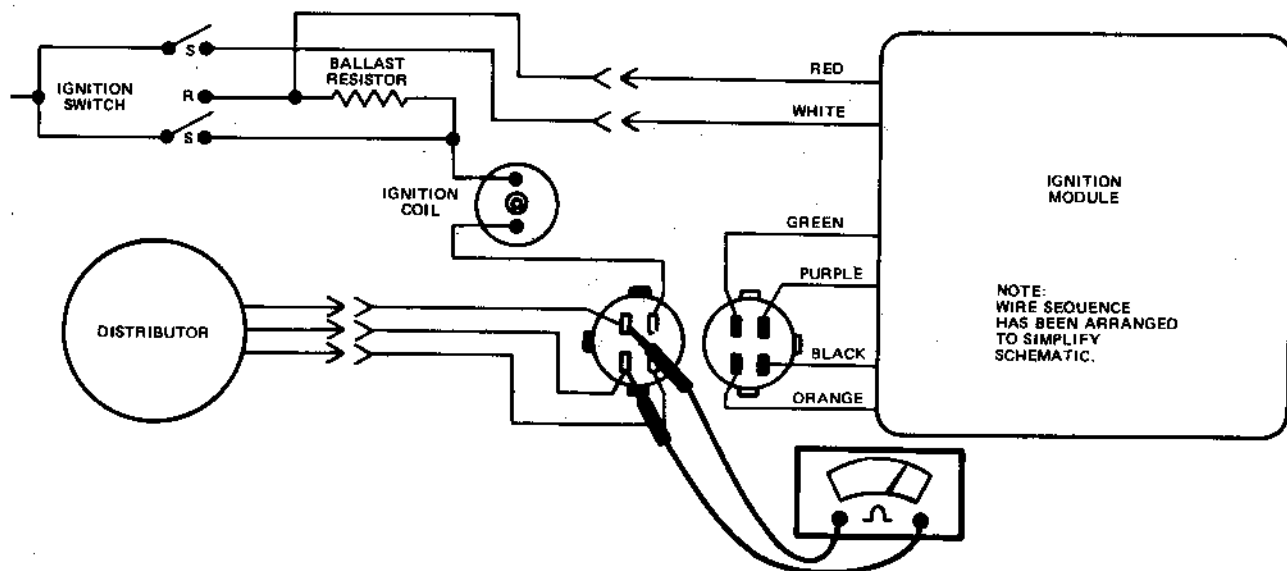 S
IGNITION
SWITCH
R
S
BALLAST
RESISTOR
RED
WHITE
IGNITION
COIL
IGNITION
MODULE
GREEN
PURPLE
DISTRIBUTOR
NOTE:
WIRE SEQUENCE
HAS BEEN ARRANGED
TO SIMPLIFY
SCHEMATIC.
BLACK
ORANGE
Ω